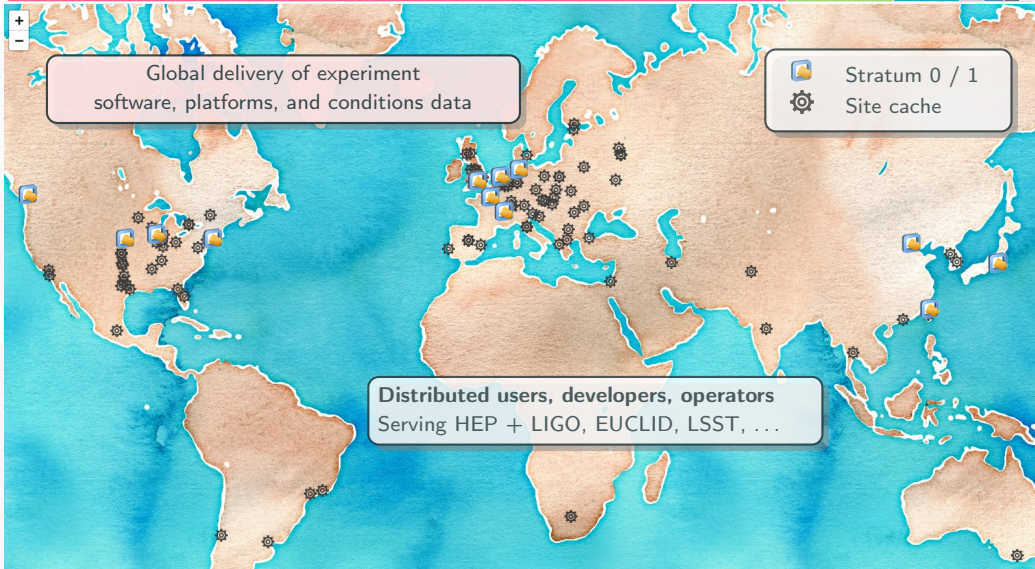 +
−
Global delivery of experiment
software, platforms, and conditions data
Stratum 0 / 1
Site cache
Distributed users, developers, operators
Serving HEP + LIGO, EUCLID, LSST, ...